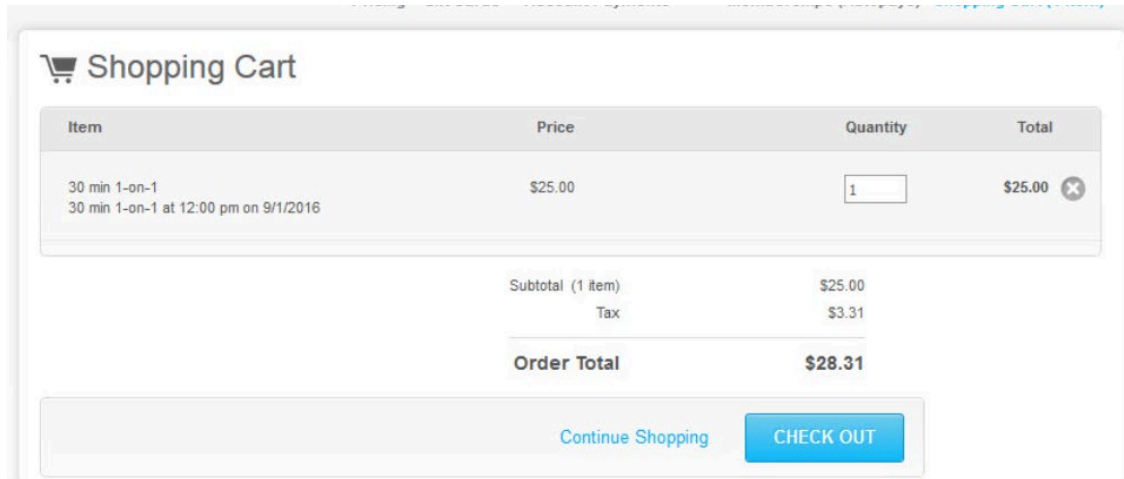 Shopping Cart
Item Price Quantity Total
30 min 1-on-1 $25.00 1 $25.00
30 min 1-on-1 at 12:00 pm on 9/1/2016
Subtotal (1 item) $25.00
Tax $3.31
Order Total $28.31
Continue Shopping CHECK OUT